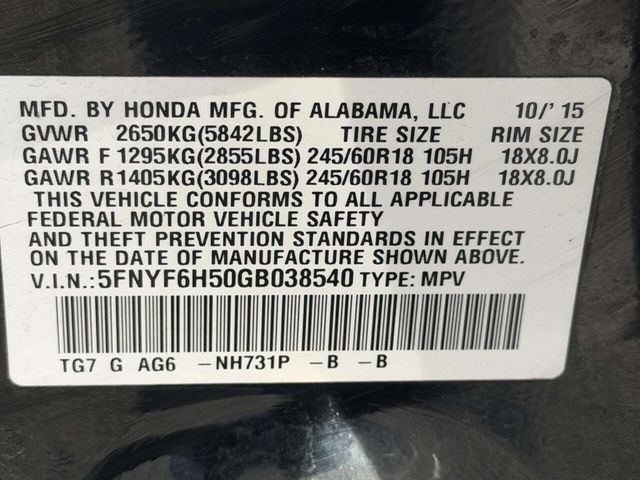 MFD. BY HONDA MFG. OF ALABAMA, LLC 10/'15
GVWR 2650KG(5842LBS) TIRE SIZE RIM SIZE
GAWR F 1295KG(2855LBS) 245/60R18 105H 18X8.0J
GAWR R 1405KG(3098LBS) 245/60R18 105H 18X8.0J
THIS VEHICLE CONFORMS TO ALL APPLICABLE
FEDERAL MOTOR VEHICLE SAFETY
AND THEFT PREVENTION STANDARDS IN EFFECT
ON THE DATE OF MANUFACTURE SHOWN ABOVE.
V.I.N.:5FNYF6H50GB038540 TYPE: MPV
TG7 G AG6 -NH731P -B -B